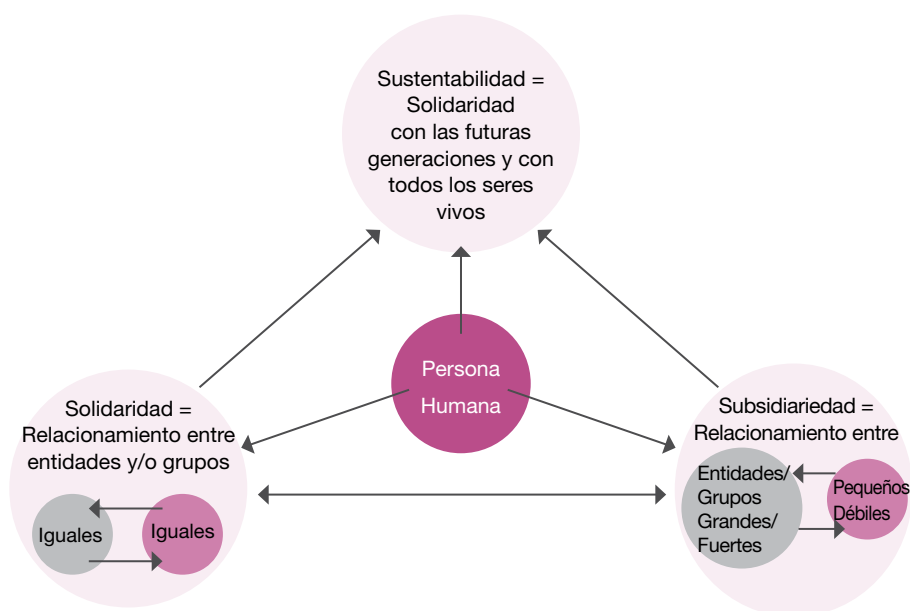 Sustentabilidad =
Solidaridad
con las futuras
generaciones y con
todos los seres
vivos
Persona
Humana
Solidaridad =
Relacionamiento entre
entidades y/o grupos
Iguales
Iguales
Subsidiariedad =
Relacionamiento entre
Entidades/
Grupos
Grandes/
Fuertes
Pequeños
Débiles